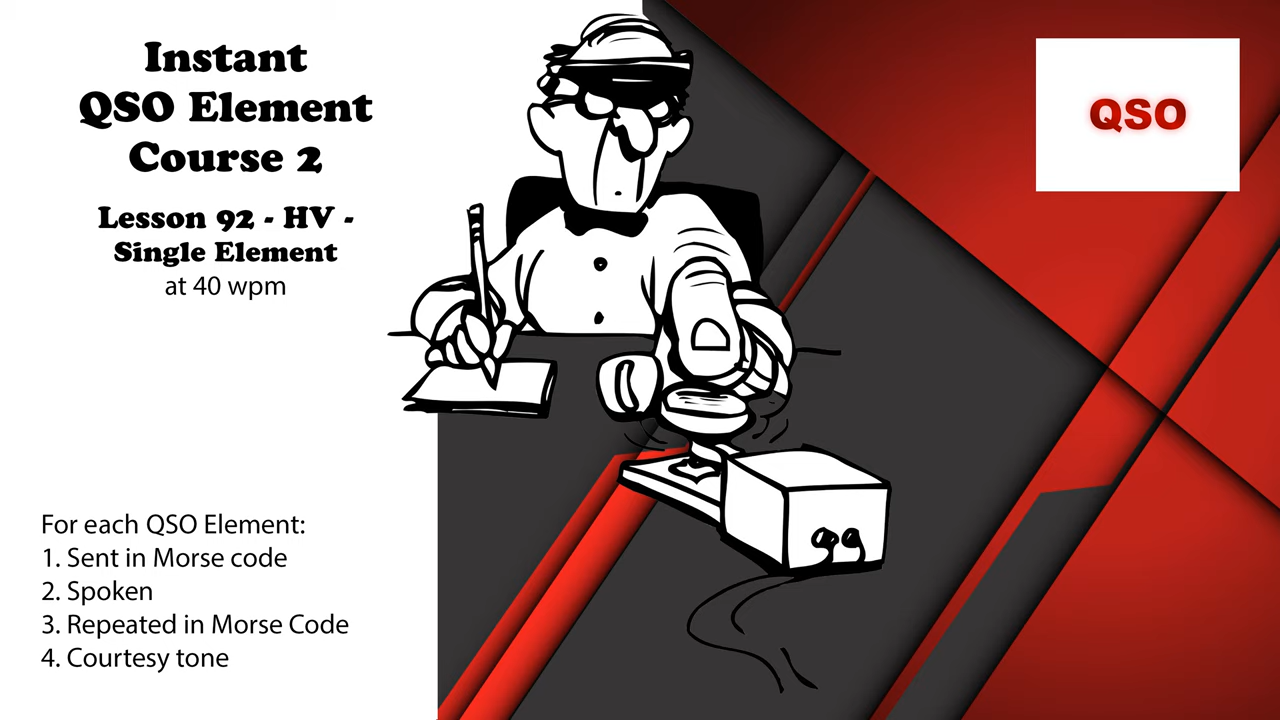 Instant
QSO Element
Course 2
Lesson 92 - HV -
Single Element
at 40 wpm
QSO
For each QSO Element:
1. Sent in Morse code
2. Spoken
3. Repeated in Morse Code
4. Courtesy tone